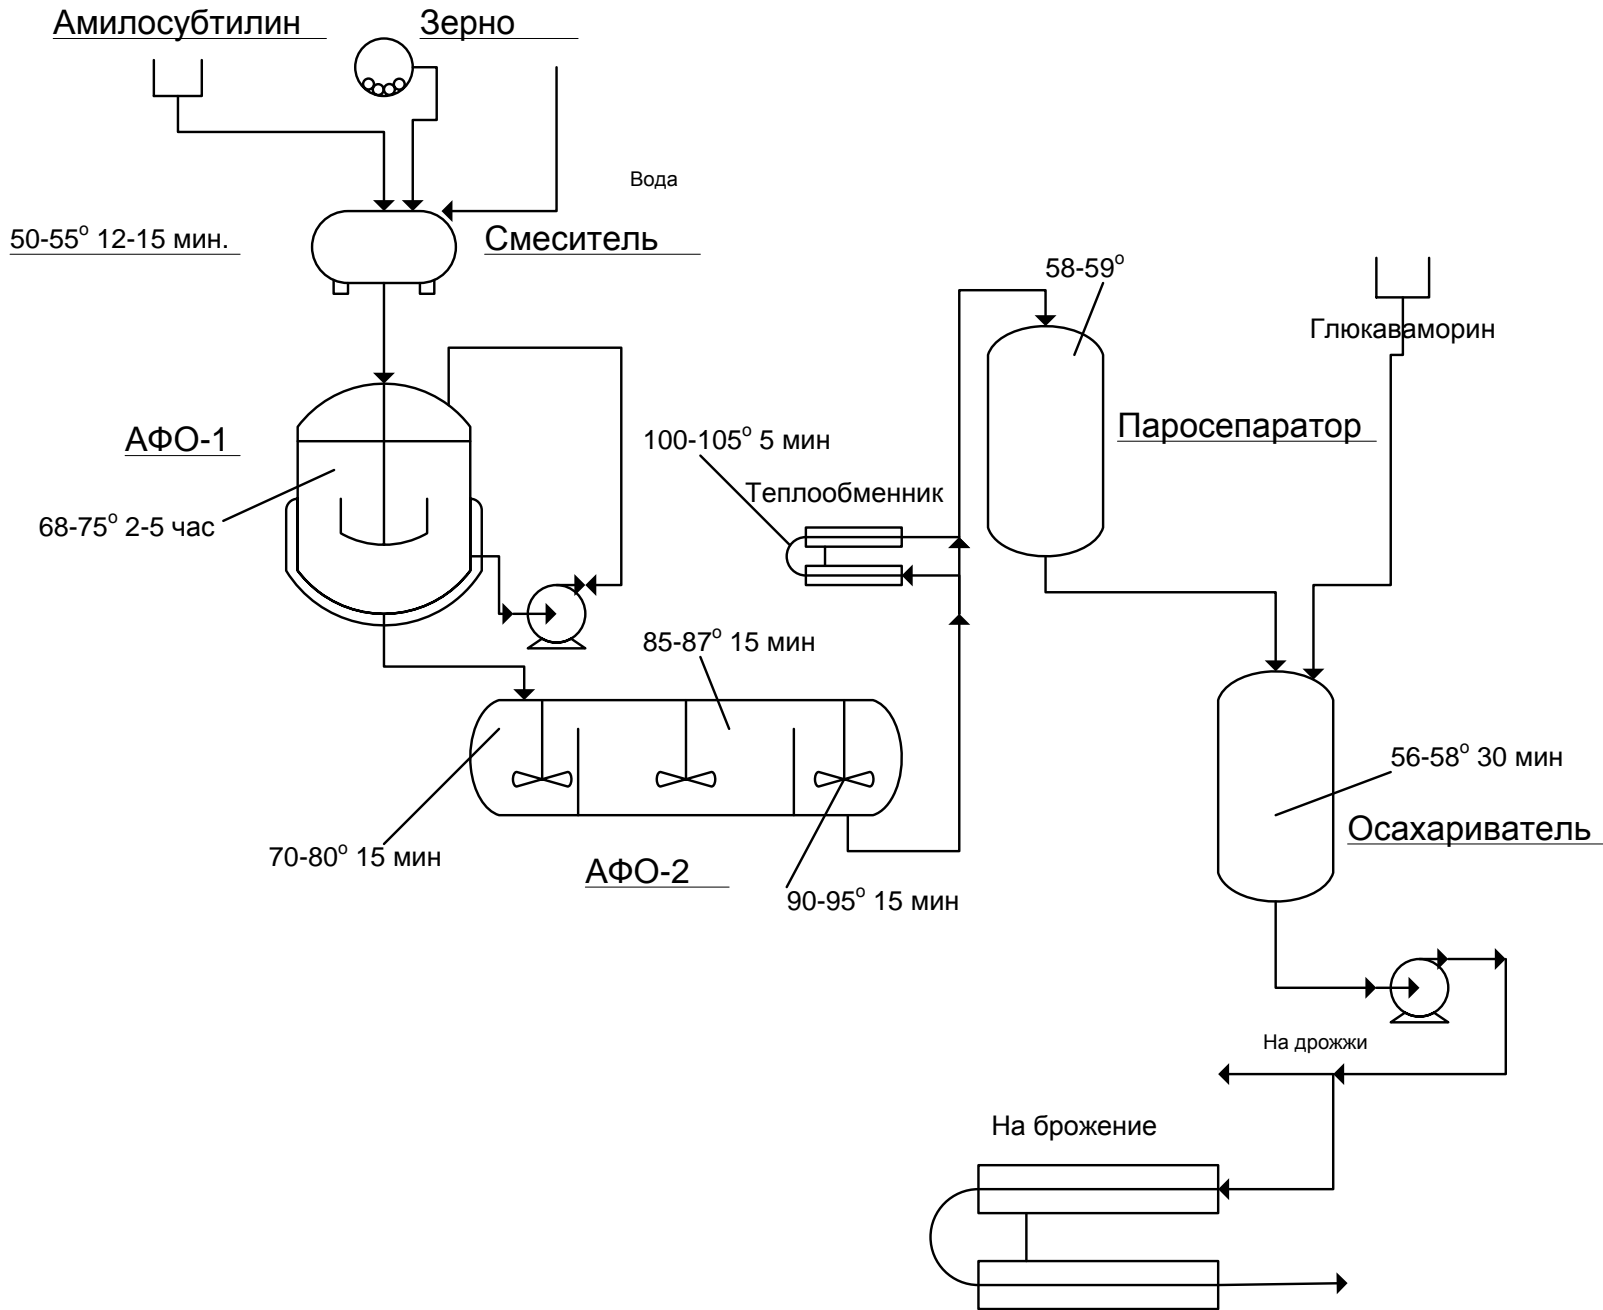 Амилосубтилин
Зерно
Вода
50-55° 12-15 мин.
Смеситель
58-59°
Глюкаваморин
АФО-1
100-105° 5 мин
Паросепаратор
Теплообменник
68-75° 2-5 час
85-87° 15 мин
56-58° 30 мин
Осахариватель
70-80° 15 мин
АФО-2
90-95° 15 мин
На дрожжи
На брожение